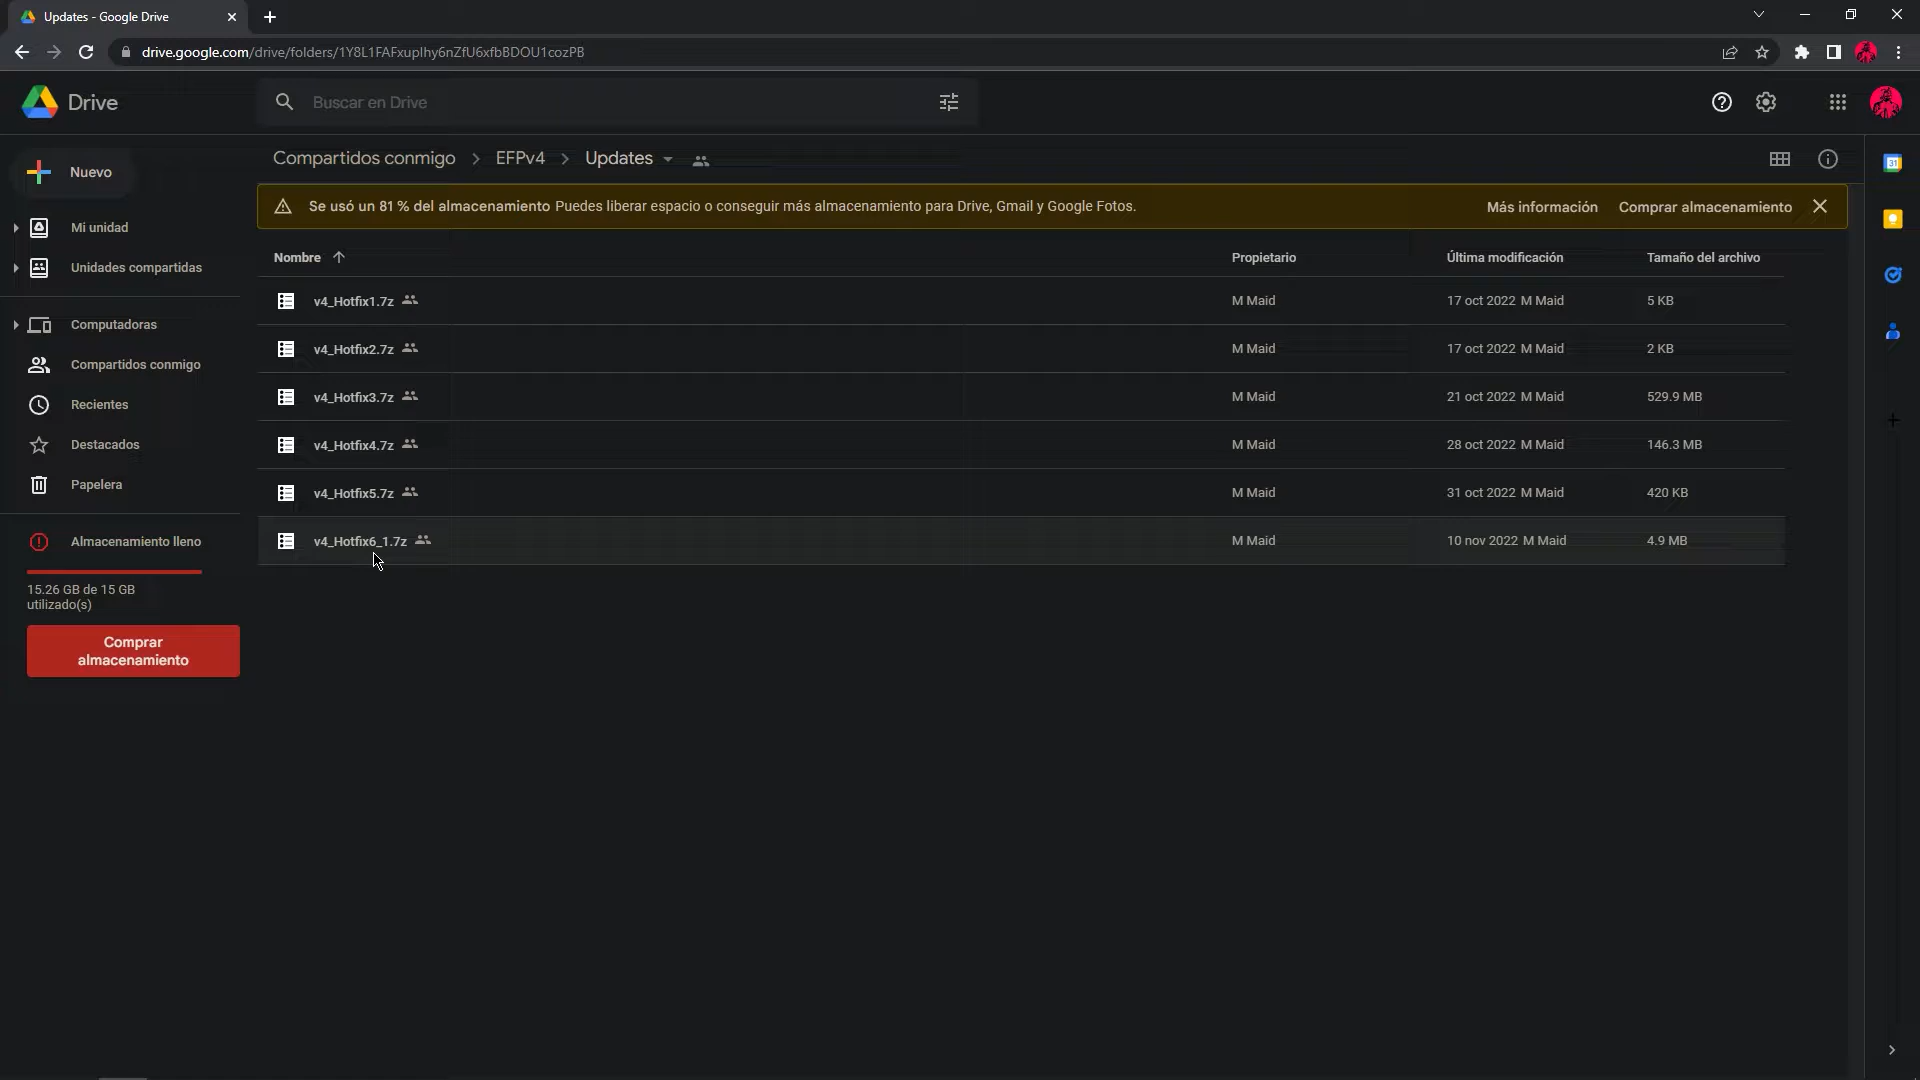 Updates - Google Drive
drive.google.com/drive/folders/1Y8L1FAFxuplhy6nZfU6xfbBDOU1cozPB
Drive
Buscar en Drive
Nuevo
Compartidos conmigo > EFPv4 > Updates
Se usó un 81 % del almacenamiento Puedes liberar espacio o conseguir más almacenamiento para Drive, Gmail y Google Fotos. Más información Comprar almacenamiento
Mi unidad
Unidades compartidas
Computadoras
Compartidos conmigo
Recientes
Destacados
Papelera
Almacenamiento lleno
15.26 GB de 15 GB
utilizado(s)
Comprar
almacenamiento
Nombre Propietario Última modificación Tamaño del archivo
v4_Hotfix1.7z M Maid 17 oct 2022 M Maid 5 KB
v4_Hotfix2.7z M Maid 17 oct 2022 M Maid 2 KB
v4_Hotfix3.7z M Maid 21 oct 2022 M Maid 529.9 MB
v4_Hotfix4.7z M Maid 28 oct 2022 M Maid 146.3 MB
v4_Hotfix5.7z M Maid 31 oct 2022 M Maid 420 KB
v4_Hotfix6_1.7z M Maid 10 nov 2022 M Maid 4.9 MB
31